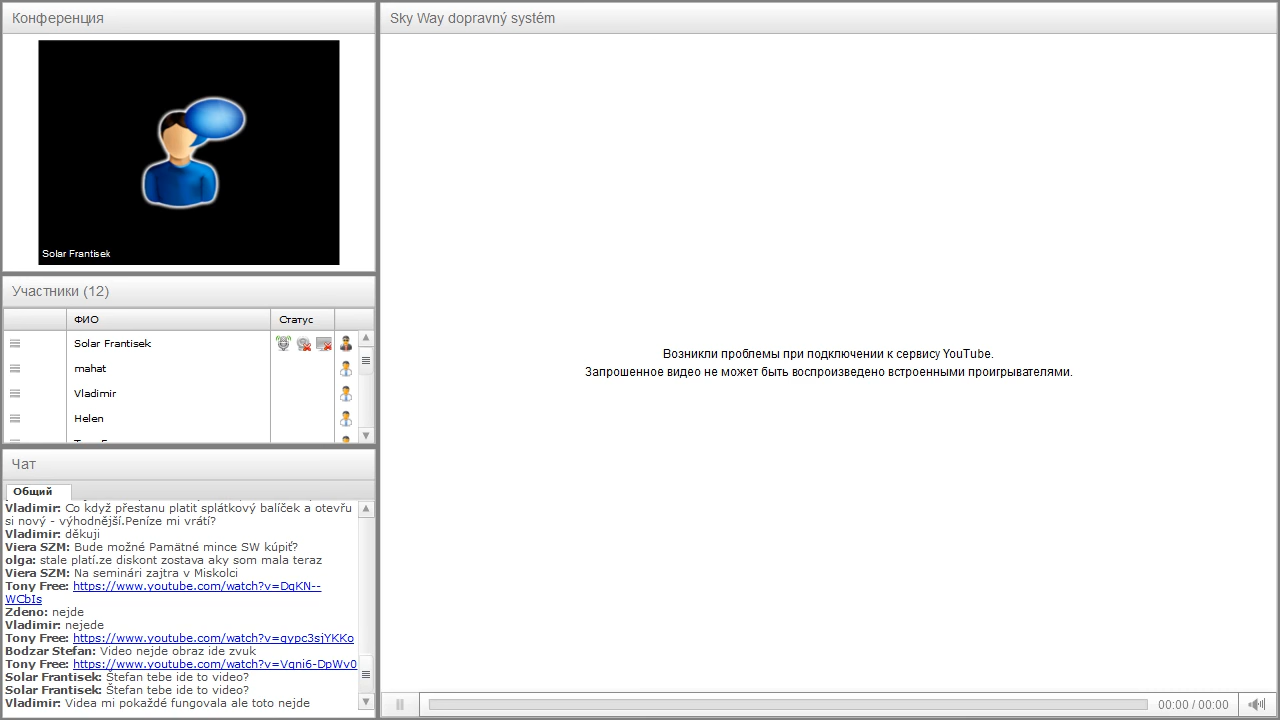 Конференция
Solar Frantisek
Участники (12)
ФИО Статус
Solar Frantisek
mahat
Vladimir
Helen
Чат
Общий
Vladimir: Co když přestanu platit splátkový balíček a otevřu
si nový - výhodnější.Peníze mi vrátí?
Vladimir: děkuji
Viera SZM: Bude možné Pamätné mince SW kúpiť?
olga: stale platí.ze diskont zostava aky som mala teraz
Viera SZM: Na seminári zajtra v Miskolci
Tony Free: https://www.youtube.com/watch?v=DqKN--
WCbIs
Zdeno: nejde
Vladimir: nejede
Tony Free: https://www.youtube.com/watch?v=qypc3sjYKKo
Bodzar Stefan: Video nejde obraz ide zvuk
Tony Free: https://www.youtube.com/watch?v=Vqni6-DpWv0
Solar Frantisek: Štefan tebe ide to video?
Solar Frantisek: Štefan tebe ide to video?
Vladimir: Videa mi pokaždé fungovala ale toto nejde
Sky Way dopravný systém
Возникли проблемы при подключении к сервису YouTube.
Запрошенное видео не может быть воспроизведено встроенными проигрывателями.
00:00 / 00:00